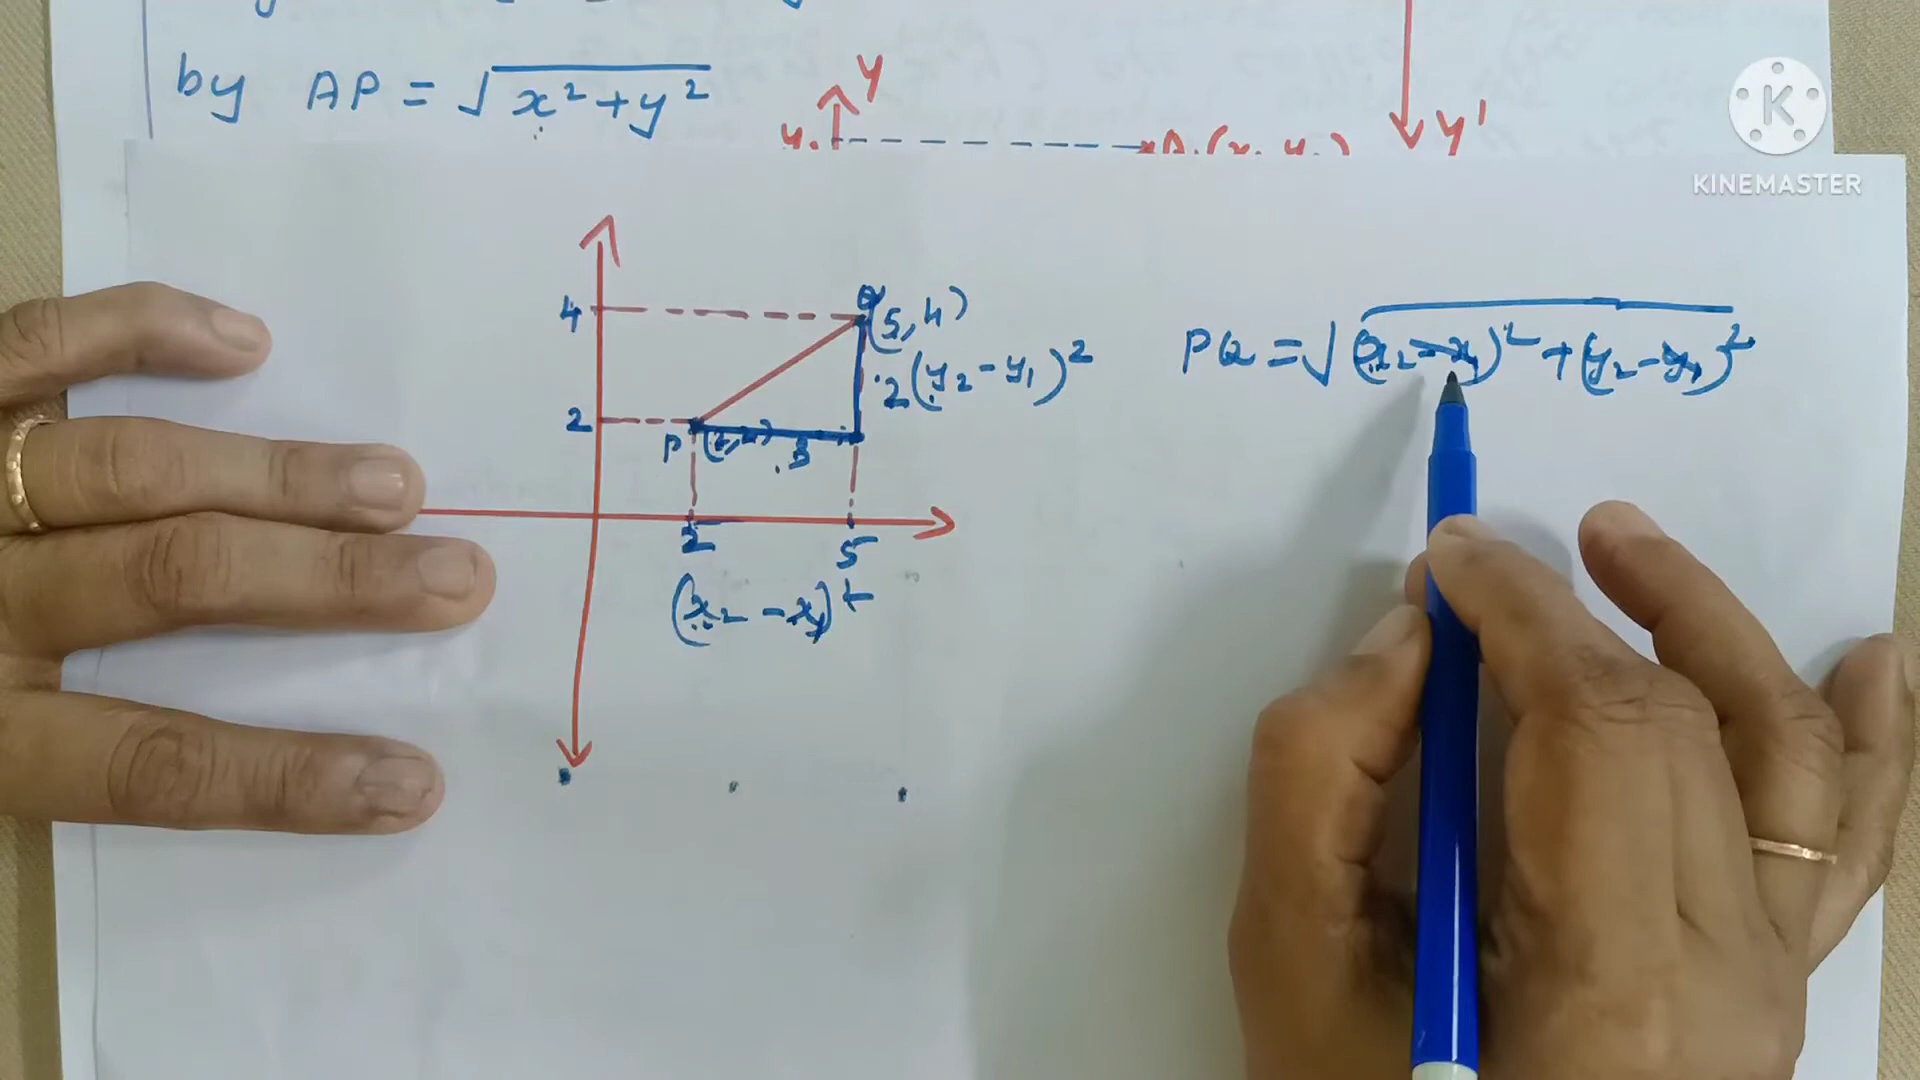 by AP = √x²+y²
Y
Y'
K
KINEMASTER
4
Q
(5,4)
2(y₂-y₁)²
PQ = √(x₂-x₁)²+(y₂-y₁)²
2
P
3
2
5
(x₂-x₁)²